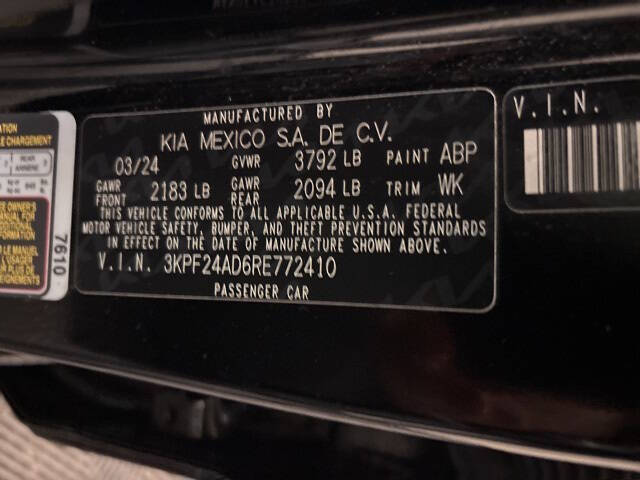 MANUFACTURED BY
KIA MEXICO S.A. DE C.V.
03/24 GVWR 3792 LB PAINT ABP
GAWR FRONT 2183 LB GAWR REAR 2094 LB TRIM WK
THIS VEHICLE CONFORMS TO ALL APPLICABLE U.S.A. FEDERAL
MOTOR VEHICLE SAFETY, BUMPER, AND THEFT PREVENTION STANDARDS
IN EFFECT ON THE DATE OF MANUFACTURE SHOWN ABOVE.
V.I.N. 3KPF24AD6RE772410
PASSENGER CAR
V.I.N.
7610
REAR